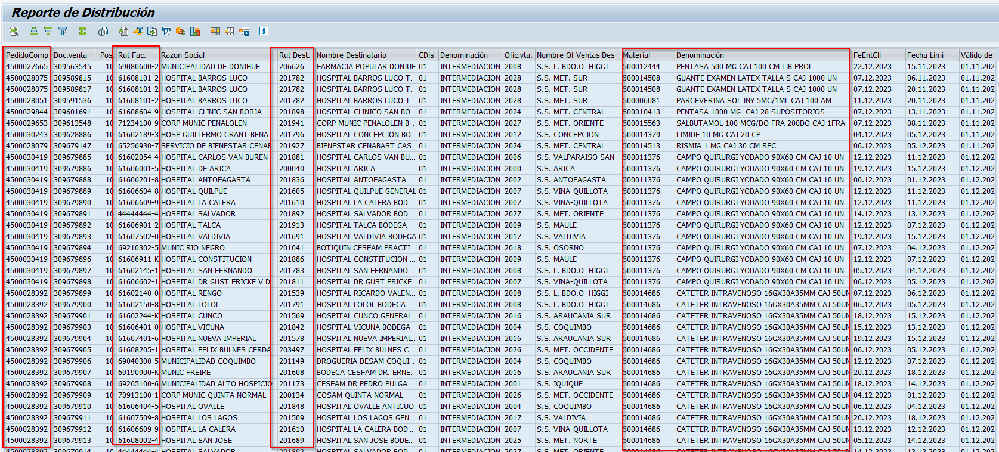 Reporte de Distribución
PedidoComp Doc.venta Pos. Rut Fac. Razon Social Rut Dest. Nombre Destinatario CDis Denominación Ofic.vta. Nombre Of Ventas Des Material Denominación FeEntCli Fecha Limi Válido de
4500027665 309563545 10 69080600-2 MUNICIPALIDAD DE DONIHUE 206626 FARMACIA POPULAR DONIUE 01 INTERMEDIACION 2008 S.S. L. BDO.O HIGGI 500012444 PENTASA 500 MG CAJ 100 CM LIB PROL 22.12.2023 15.11.2023 01.11.202
4500028075 309589815 10 61608101-2 HOSPITAL BARROS LUCO 201782 HOSPITAL BARROS LUCO T... 01 INTERMEDIACION 2028 S.S. MET. SUR 500014508 GUANTE EXAMEN LATEX TALLA S CAJ 1000 UN 07.12.2023 06.11.2023 01.11.202
4500028075 309589817 10 61608101-2 HOSPITAL BARROS LUCO 201782 HOSPITAL BARROS LUCO T... 01 INTERMEDIACION 2028 S.S. MET. SUR 500014508 GUANTE EXAMEN LATEX TALLA S CAJ 1000 UN 07.12.2023 20.11.2023 01.11.202
4500028051 309591536 10 61608101-2 HOSPITAL BARROS LUCO 201782 HOSPITAL BARROS LUCO T... 01 INTERMEDIACION 2028 S.S. MET. SUR 500006081 PARGEVERINA SOL INY 5MG/1ML CAJ 100 AM 11.12.2023 20.11.2023 01.11.202
4500029844 309601691 10 61608604-9 HOSPITAL CLINIC SAN BORJA 201898 HOSPITAL CLINICO SAN BO... 01 INTERMEDIACION 2024 S.S. MET. CENTRAL 500010413 PENTASA 1000 MG CAJ 28 SUPOSITORIOS 07.12.2023 13.11.2023 01.11.202
4500029653 309613548 10 71234100-9 CORP MUNIC PENALOLEN 201941 CORP MUNIC PENALOLEN B... 01 INTERMEDIACION 2027 S.S. MET. ORIENTE 500015563 SALBUTAMOL 100 MCG/DO FRA 200DO CAJ 1FRA 07.12.2023 08.11.2023 01.11.202
4500030243 309628886 10 61602189-3 HOSP GUILLERMO GRANT BENA... 201796 HOSPITAL CONCEPCION BO... 01 INTERMEDIACION 2012 S.S. CONCEPCION 500014379 LIMIDE 10 MG CAJ 20 CP 04.12.2023 05.12.2023 01.11.202
4500028079 309679147 10 65256930-7 SERVICIO DE BIENESTAR CENAB... 201927 BIENESTAR CENABAST CAS... 01 INTERMEDIACION 2024 S.S. MET. CENTRAL 500014513 RISMIA 1 MG CAJ 30 CM REC 06.12.2023 05.12.2023 01.11.202
4500030419 309679885 10 61602054-4 HOSPITAL CARLOS VAN BUREN 201881 HOSPITAL CARLOS VAN BU... 01 INTERMEDIACION 2006 S.S. VALPARAISO SAN 500011376 CAMPO QUIRURGI YODADO 90X60 CM CAJ 10 UN 12.12.2023 11.12.2023 01.12.202
4500030419 309679886 10 61606001-5 HOSPITAL DE ARICA 200040 HOSPITAL ARICA 01 INTERMEDIACION 2000 S.S. ARICA 500011376 CAMPO QUIRURGI YODADO 90X60 CM CAJ 10 UN 19.12.2023 15.12.2023 01.12.202
4500030419 309679888 10 61606201-8 HOSPITAL ANTOFAGASTA 201836 HOSPITAL ANTOFAGASTA ... 01 INTERMEDIACION 2002 S.S. ANTOFAGASTA 500011376 CAMPO QUIRURGI YODADO 90X60 CM CAJ 10 UN 06.12.2023 01.12.2023 01.12.202
4500030419 309679889 10 61606604-8 HOSPITAL QUILPUE 201605 HOSPITAL QUILPUE GENERAL 01 INTERMEDIACION 2007 S.S. VINA-QUILLOTA 500011376 CAMPO QUIRURGI YODADO 90X60 CM CAJ 10 UN 12.12.2023 11.12.2023 01.12.202
4500030419 309679890 10 61606609-9 HOSPITAL LA CALERA 201610 HOSPITAL LA CALERA BOD... 01 INTERMEDIACION 2007 S.S. VINA-QUILLOTA 500011376 CAMPO QUIRURGI YODADO 90X60 CM CAJ 10 UN 12.12.2023 11.12.2023 01.12.202
4500030419 309679891 10 44444444-4 HOSPITAL SALVADOR 201892 HOSPITAL SALVADOR BOD... 01 INTERMEDIACION 2027 S.S. MET. ORIENTE 500011376 CAMPO QUIRURGI YODADO 90X60 CM CAJ 10 UN 14.12.2023 13.12.2023 01.12.202
4500030419 309679892 10 61606901-2 HOSPITAL TALCA 201913 HOSPITAL TALCA BODEGA 01 INTERMEDIACION 2009 S.S. MAULE 500011376 CAMPO QUIRURGI YODADO 90X60 CM CAJ 10 UN 12.12.2023 07.12.2023 01.12.202
4500030419 309679893 10 61607502-0 HOSPITAL VALDIVIA 201691 HOSPITAL VALDIVIA BODEGA 01 INTERMEDIACION 2017 S.S. VALDIVIA 500011376 CAMPO QUIRURGI YODADO 90X60 CM CAJ 10 UN 19.12.2023 15.12.2023 01.12.202
4500030419 309679894 10 69210302-5 MUNIC RIO NEGRO 201041 BOTIQUIN CESFAM PRACTI... 01 INTERMEDIACION 2018 S.S. OSORNO 500011376 CAMPO QUIRURGI YODADO 90X60 CM CAJ 10 UN 07.12.2023 04.12.2023 01.12.202
4500030419 309679896 10 61606911-K HOSPITAL CONSTITUCION 201886 HOSPITAL CONSTITUCION ... 01 INTERMEDIACION 2009 S.S. MAULE 500011376 CAMPO QUIRURGI YODADO 90X60 CM CAJ 10 UN 12.12.2023 07.12.2023 01.12.202
4500030419 309679897 10 61602145-1 HOSPITAL SAN FERNANDO 201783 HOSPITAL SAN FERNANDO ... 01 INTERMEDIACION 2008 S.S. L. BDO.O HIGGI 500011376 CAMPO QUIRURGI YODADO 90X60 CM CAJ 10 UN 05.12.2023 04.12.2023 01.12.202
4500030419 309679898 10 61606602-1 HOSPITAL DR GUST FRICKE V D... 201811 HOSPITAL DR GUST FRICKE... 01 INTERMEDIACION 2007 S.S. VINA-QUILLOTA 500011376 CAMPO QUIRURGI YODADO 90X60 CM CAJ 10 UN 06.12.2023 05.12.2023 01.12.202
4500028392 309679899 10 61602140-0 HOSPITAL RENGO 201539 HOSPITAL RICARDO VALEN... 01 INTERMEDIACION 2008 S.S. L. BDO.O HIGGI 500014686 CATETER INTRAVENOSO 16GX30A35MM CAJ 50UN 07.12.2023 06.12.2023 01.12.202
4500028392 309679900 10 61602150-8 HOSPITAL LOLOL 201791 HOSPITAL LOLOL BODEGA 01 INTERMEDIACION 2008 S.S. L. BDO.O HIGGI 500014686 CATETER INTRAVENOSO 16GX30A35MM CAJ 50UN 06.12.2023 05.12.2023 01.12.202
4500028392 309679901 10 61602244-K HOSPITAL CUNCO 201569 HOSPITAL CUNCO GENERAL 01 INTERMEDIACION 2016 S.S. ARAUCANIA SUR 500014686 CATETER INTRAVENOSO 16GX30A35MM CAJ 50UN 18.12.2023 15.12.2023 01.12.202
4500028392 309679903 10 61606401-0 HOSPITAL VICUNA 201842 HOSPITAL VICUNA BODEGA 01 INTERMEDIACION 2004 S.S. COQUIMBO 500014686 CATETER INTRAVENOSO 16GX30A35MM CAJ 50UN 15.12.2023 13.12.2023 01.12.202
4500028392 309679904 10 61607401-6 HOSPITAL NUEVA IMPERIAL 201578 HOSPITAL NUEVA IMPERIAL... 01 INTERMEDIACION 2016 S.S. ARAUCANIA SUR 500014686 CATETER INTRAVENOSO 16GX30A35MM CAJ 50UN 19.12.2023 15.12.2023 01.12.202
4500028392 309679905 10 61608205-1 HOSPITAL FELIX BULNES CERDA 203497 HOSPITAL FELIX BULNES C... 01 INTERMEDIACION 2026 S.S. MET. OCCIDENTE 500014686 CATETER INTRAVENOSO 16GX30A35MM CAJ 50UN 06.12.2023 05.12.2023 01.12.202
4500028392 309679906 10 69040300-5 MUNICIPALIDAD COQUIMBO 201149 DROGUERIA DESAM COQUI... 01 INTERMEDIACION 2004 S.S. COQUIMBO 500014686 CATETER INTRAVENOSO 16GX30A35MM CAJ 50UN 12.12.2023 07.12.2023 01.12.202
4500028392 309679907 10 69190900-K MUNIC FREIRE 201608 BODEGA CESFAM DR. ERNE... 01 INTERMEDIACION 2016 S.S. ARAUCANIA SUR 500014686 CATETER INTRAVENOSO 16GX30A35MM CAJ 50UN 20.12.2023 18.12.2023 01.12.202
4500028392 309679908 10 69265100-6 MUNICIPALIDAD ALTO HOSPICIO 201173 CESFAM DR PEDRO PULGA... 01 INTERMEDIACION 2001 S.S. IQUIQUE 500014686 CATETER INTRAVENOSO 16GX30A35MM CAJ 50UN 18.12.2023 14.12.2023 01.12.202
4500028392 309679909 10 70913100-1 CORP MUNIC QUINTA NORMAL 200134 COSAM QUINTA NORMAL 01 INTERMEDIACION 2026 S.S. MET. OCCIDENTE 500014686 CATETER INTRAVENOSO 16GX30A35MM CAJ 50UN 04.12.2023 01.12.2023 01.12.202
4500028392 309679910 10 61606404-5 HOSPITAL OVALLE 201848 HOSPITAL OVALLE ANTIGUO 01 INTERMEDIACION 2004 S.S. COQUIMBO 500014686 CATETER INTRAVENOSO 16GX30A35MM CAJ 50UN 06.12.2023 04.12.2023 01.12.202
4500028392 309679911 10 61607509-8 HOSPITAL LOS LAGOS 201509 HOSPITAL LOS LAGOS GEN... 01 INTERMEDIACION 2017 S.S. VALDIVIA 500014686 CATETER INTRAVENOSO 16GX30A35MM CAJ 50UN 20.12.2023 18.12.2023 01.12.202
4500028392 309679912 10 61606609-9 HOSPITAL LA CALERA 201610 HOSPITAL LA CALERA BOD... 01 INTERMEDIACION 2007 S.S. VINA-QUILLOTA 500014686 CATETER INTRAVENOSO 16GX30A35MM CAJ 50UN 13.12.2023 12.12.2023 01.12.202
4500028392 309679913 10 61608002-4 HOSPITAL SAN JOSE 201689 HOSPITAL SAN JOSE BODE... 01 INTERMEDIACION 2025 S.S. MET. NORTE 500014686 CATETER INTRAVENOSO 16GX30A35MM CAJ 50UN 05.12.2023 14.12.2023 01.12.202
4500028392 309679914 10 44444444-4 HOSPITAL SALVADOR 201892 HOSPITAL SALVADOR BOD... 01 INTERMEDIACION 2027 S.S. MET. ORIENTE 500014686 CATETER INTRAVENOSO 16GX30A35MM CAJ 50UN 14.12.2023 13.12.2023 01.12.202